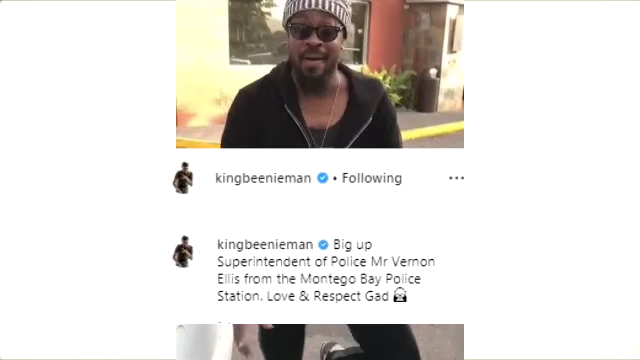 kingbeenieman • Following
kingbeenieman Big up
Superintendent of Police Mr Vernon
Ellis from the Montego Bay Police
Station. Love & Respect Gad